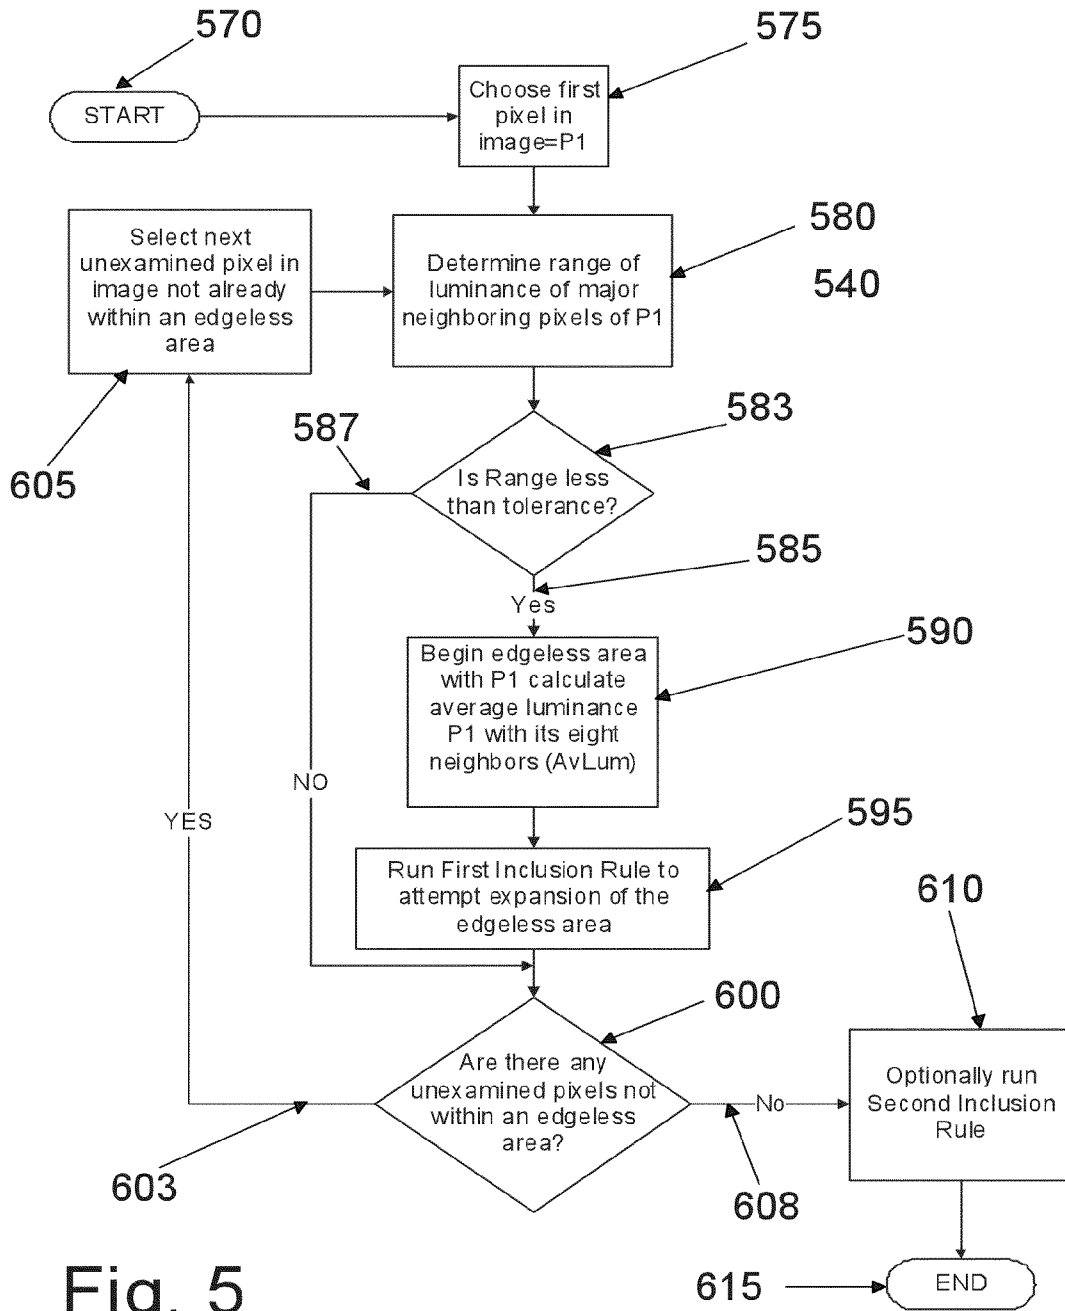 570
575
START
Choose first
pixel in
image=P1
Select next
unexamined pixel in
image not already
within an edgeless
area
Determine range of
luminance of major
neighboring pixels of P1
580
540
605
587
583
Is Range less
than tolerance?
585
Yes
590
Begin edgeless area
with P1 calculate
average luminance
P1 with its eight
neighbors (AvLum)
NO
YES
595
Run First Inclusion Rule to
attempt expansion of the
edgeless area
610
600
Are there any
unexamined pixels not
within an edgeless
area?
No
Optionally run
Second Inclusion
Rule
603
608
Fig. 5
615
END